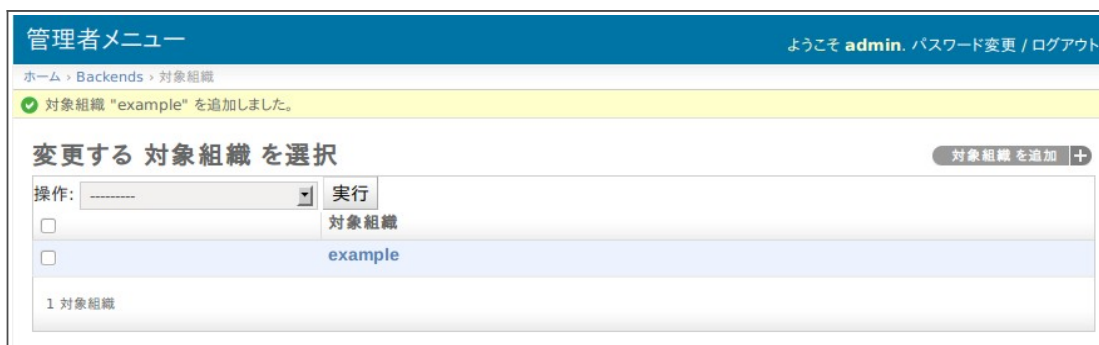 管理者メニュー
ようこそ admin. パスワード変更 / ログアウト
ホーム › Backends › 対象組織
対象組織 "example" を追加しました。
変更する 対象組織 を選択
対象組織 を追加 +
操作: --------- 実行
対象組織
example
1 対象組織